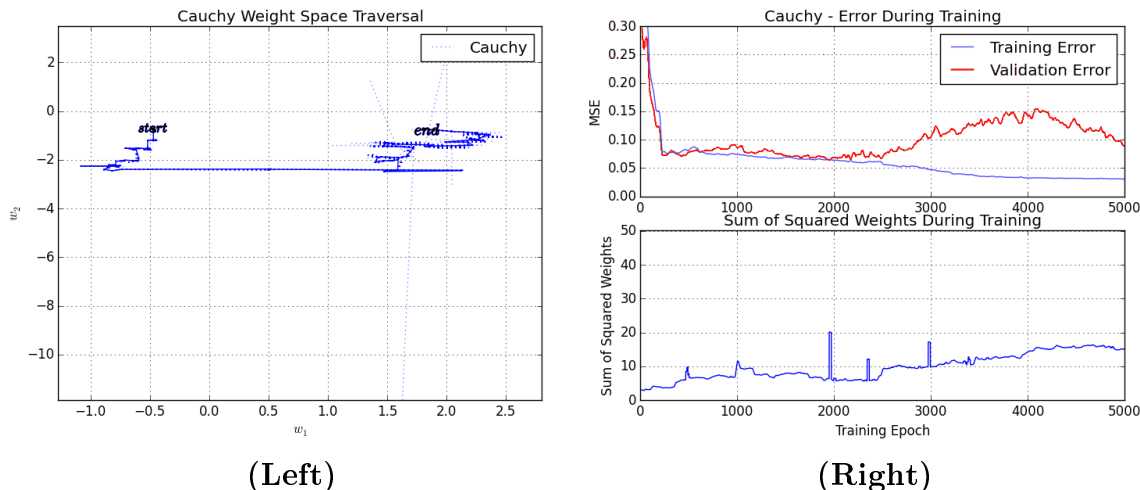 Cauchy Weight Space Traversal
Cauchy
start
end
2
0
−2
−4
−6
−8
−10
w₂
−1.0 −0.5 0.0 0.5 1.0 1.5 2.0 2.5
w₁
(Left)
Cauchy - Error During Training
Training Error
Validation Error
0.30
0.25
0.20
0.15
0.10
0.05
0.00
MSE
0 1000 2000 3000 4000 5000
Sum of Squared Weights During Training
50
40
30
20
10
0
Sum of Squared Weights
0 1000 2000 3000 4000 5000
Training Epoch
(Right)